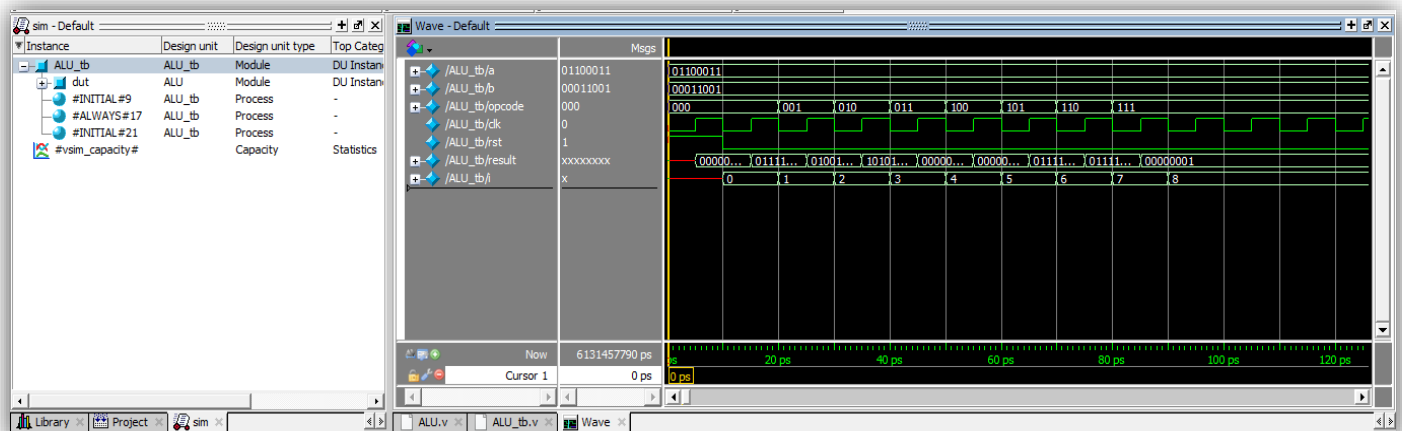 sim - Default
Instance Design unit Design unit type Top Categ
ALU_tb ALU_tb Module DU Instan
dut ALU Module DU Instan
#INITIAL#9 ALU_tb Process -
#ALWAYS#17 ALU_tb Process -
#INITIAL#21 ALU_tb Process -
#vsim_capacity# Capacity Statistics
Library Project sim
Wave - Default
Msgs
/ALU_tb/a 01100011 01100011
/ALU_tb/b 00011001 00011001
/ALU_tb/opcode 000 000 001 010 011 100 101 110 111
/ALU_tb/clk 0
/ALU_tb/rst 1
/ALU_tb/result xxxxxxxx 00000... 01111... 01001... 10101... 00000... 00000... 01111... 01111... 00000001
/ALU_tb/i x 0 1 2 3 4 5 6 7 8
Now 6131457790 ps ps 20 ps 40 ps 60 ps 80 ps 100 ps 120 ps
Cursor 1 0 ps 0 ps
ALU.v ALU_tb.v Wave